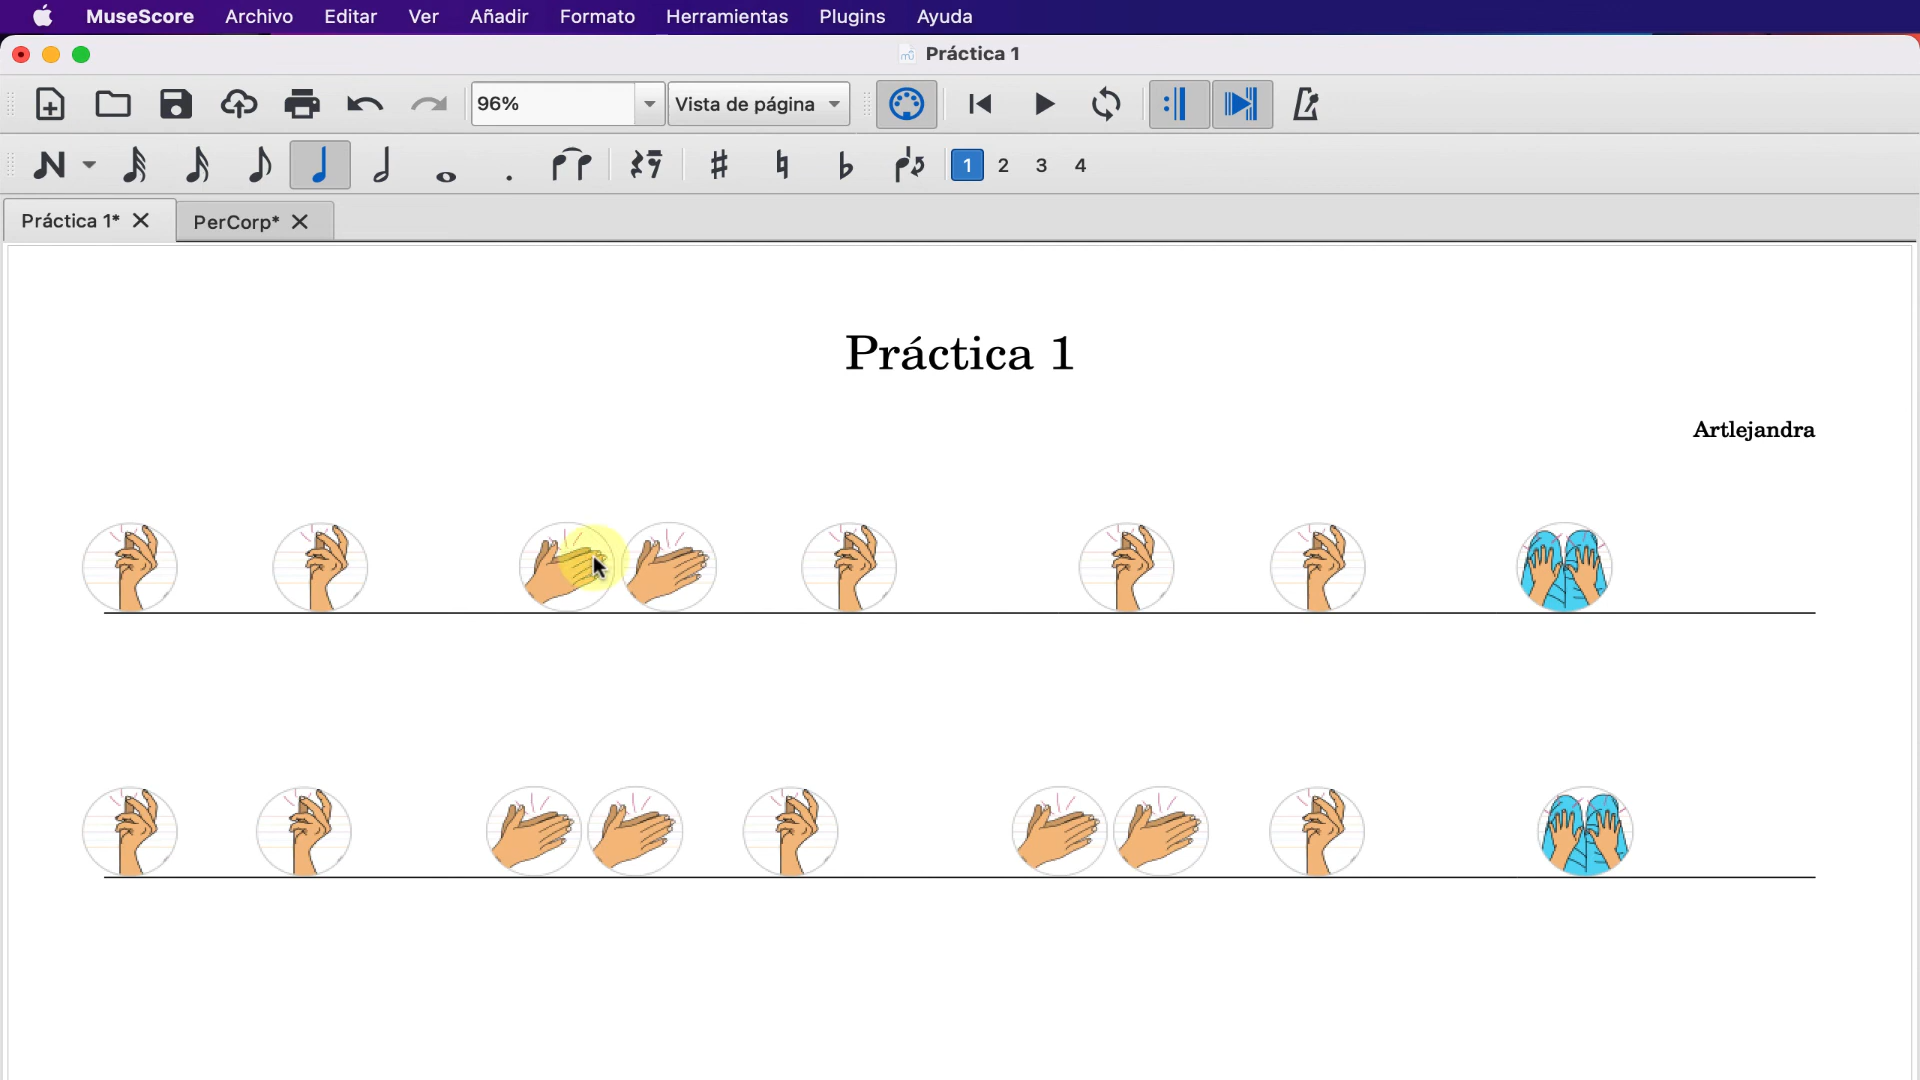 MuseScore Archivo Editar Ver Añadir Formato Herramientas Plugins Ayuda
Práctica 1
96% Vista de página
1 2 3 4
Práctica 1* PerCorp*
Práctica 1
Artlejandra